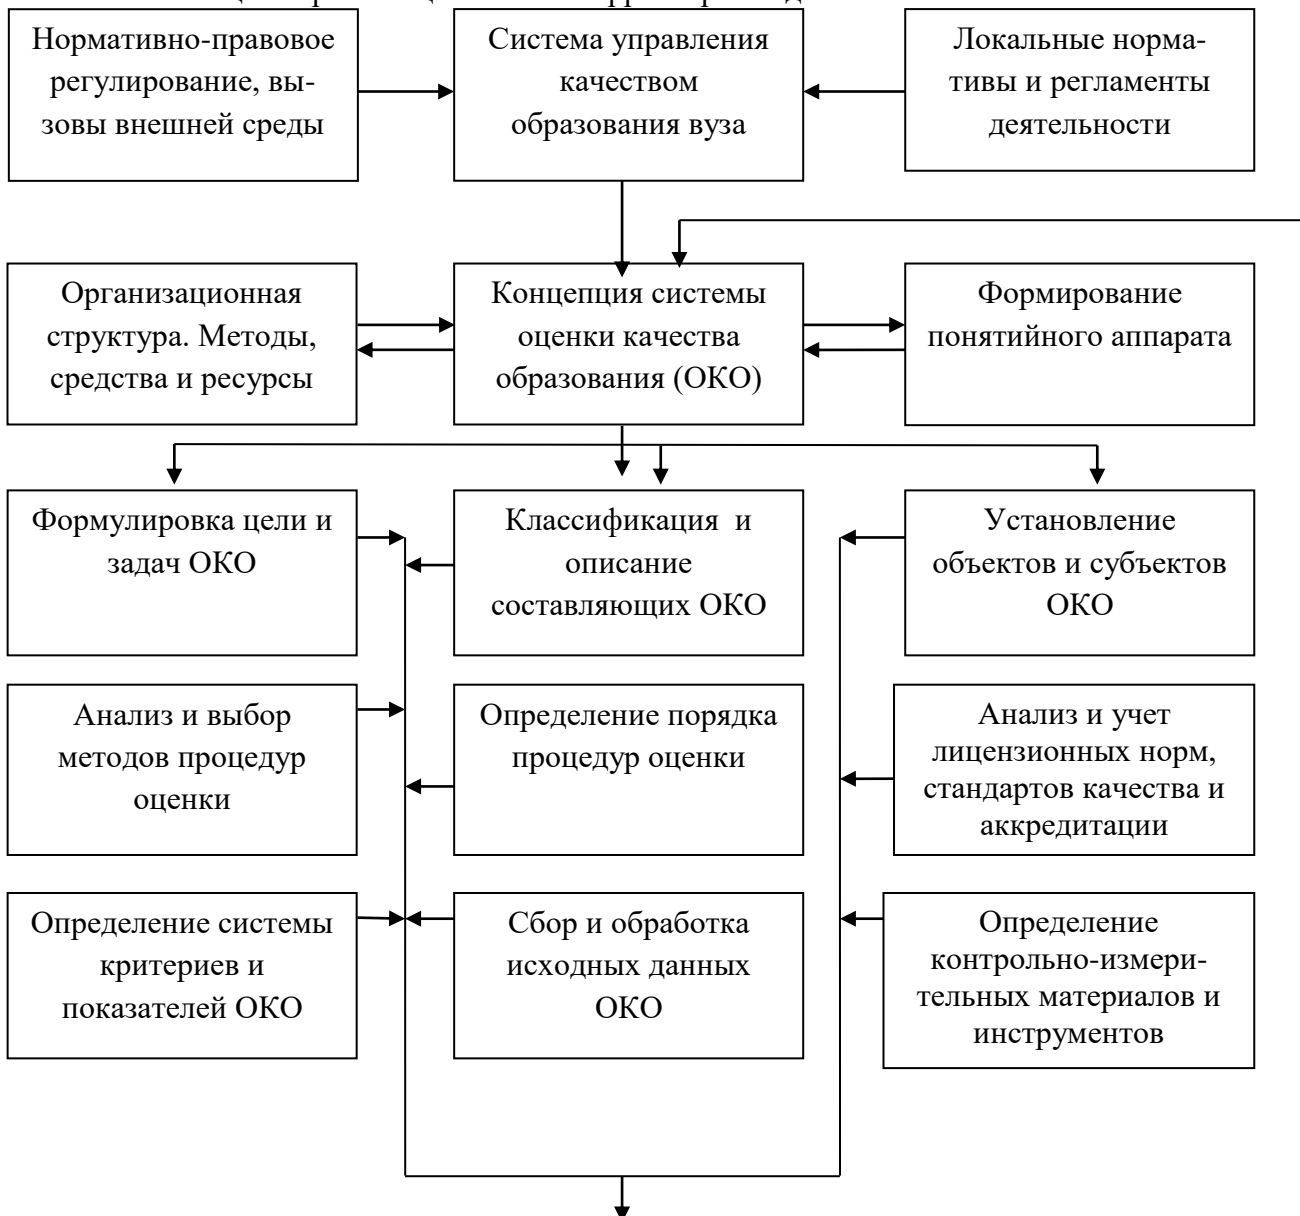 Нормативно-правовое
регулирование, вы-
зовы внешней среды
Система управления
качеством
образования вуза
Локальные норма-
тивы и регламенты
деятельности
Организационная
структура. Методы,
средства и ресурсы
Концепция системы
оценки качества
образования (ОКО)
Формирование
понятийного аппарата
Формулировка цели и
задач ОКО
Классификация и
описание
составляющих ОКО
Установление
объектов и субъектов
ОКО
Анализ и выбор
методов процедур
оценки
Определение порядка
процедур оценки
Анализ и учет
лицензионных норм,
стандартов качества и
аккредитации
Определение системы
критериев и
показателей ОКО
Сбор и обработка
исходных данных
ОКО
Определение
контрольно-измери-
тельных материалов и
инструментов